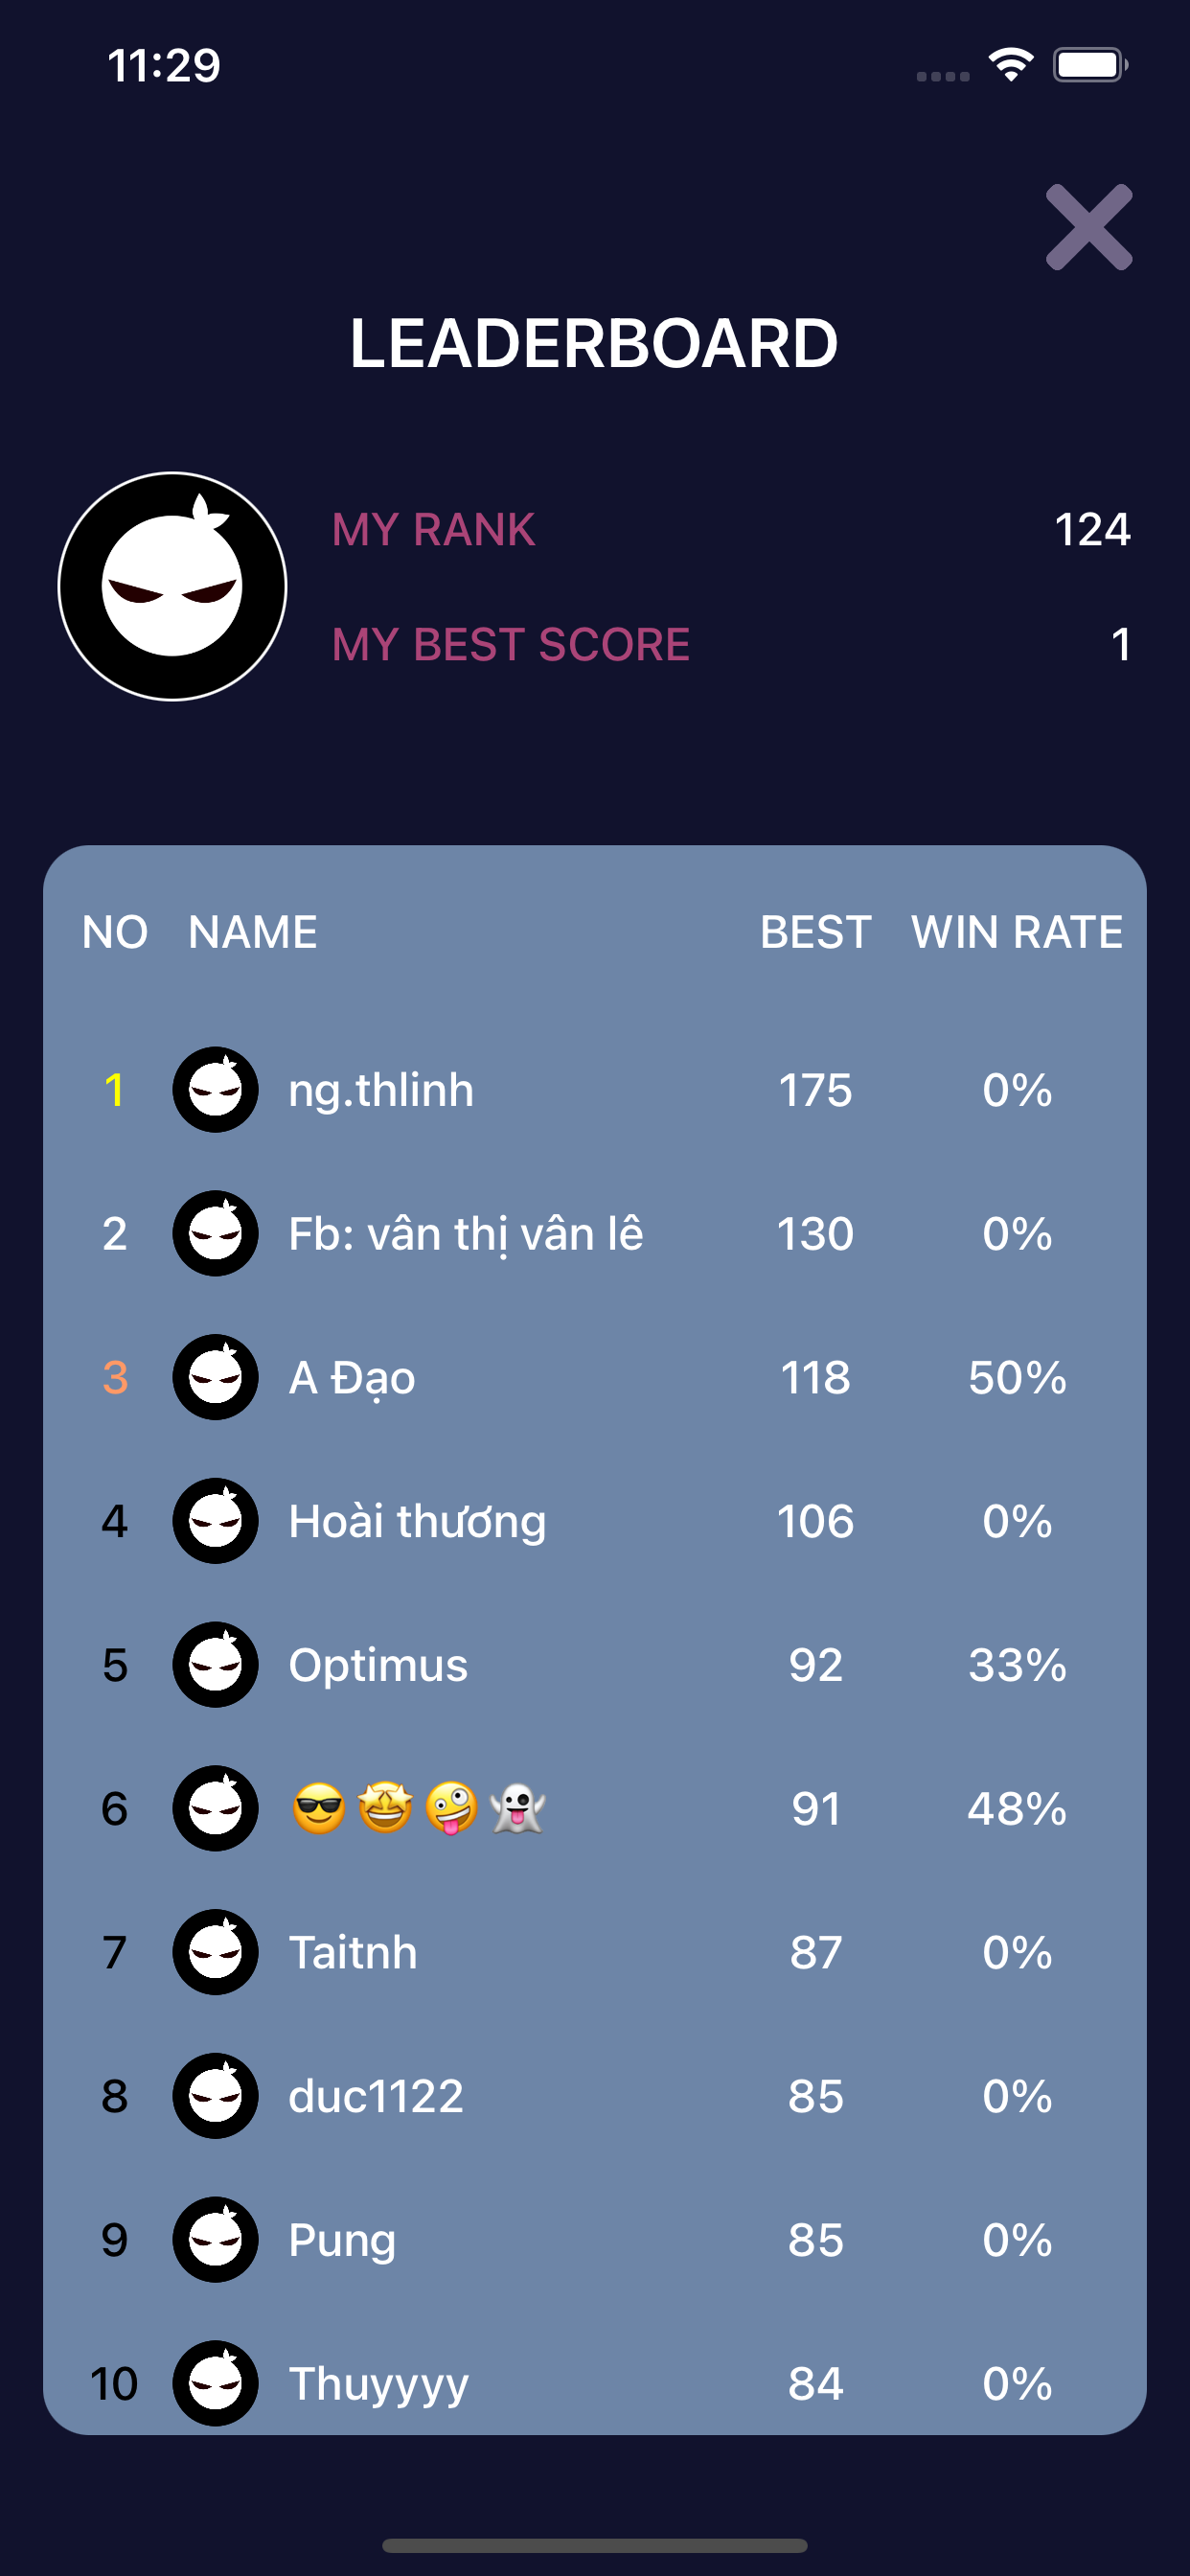 11:29
LEADERBOARD
MY RANK 124
MY BEST SCORE 1
NO NAME BEST WIN RATE
1 ng.thlinh 175 0%
2 Fb: vân thị vân lê 130 0%
3 A Đạo 118 50%
4 Hoài thương 106 0%
5 Optimus 92 33%
6 😎🤩🤪👻 91 48%
7 Taitnh 87 0%
8 duc1122 85 0%
9 Pung 85 0%
10 Thuyyyy 84 0%